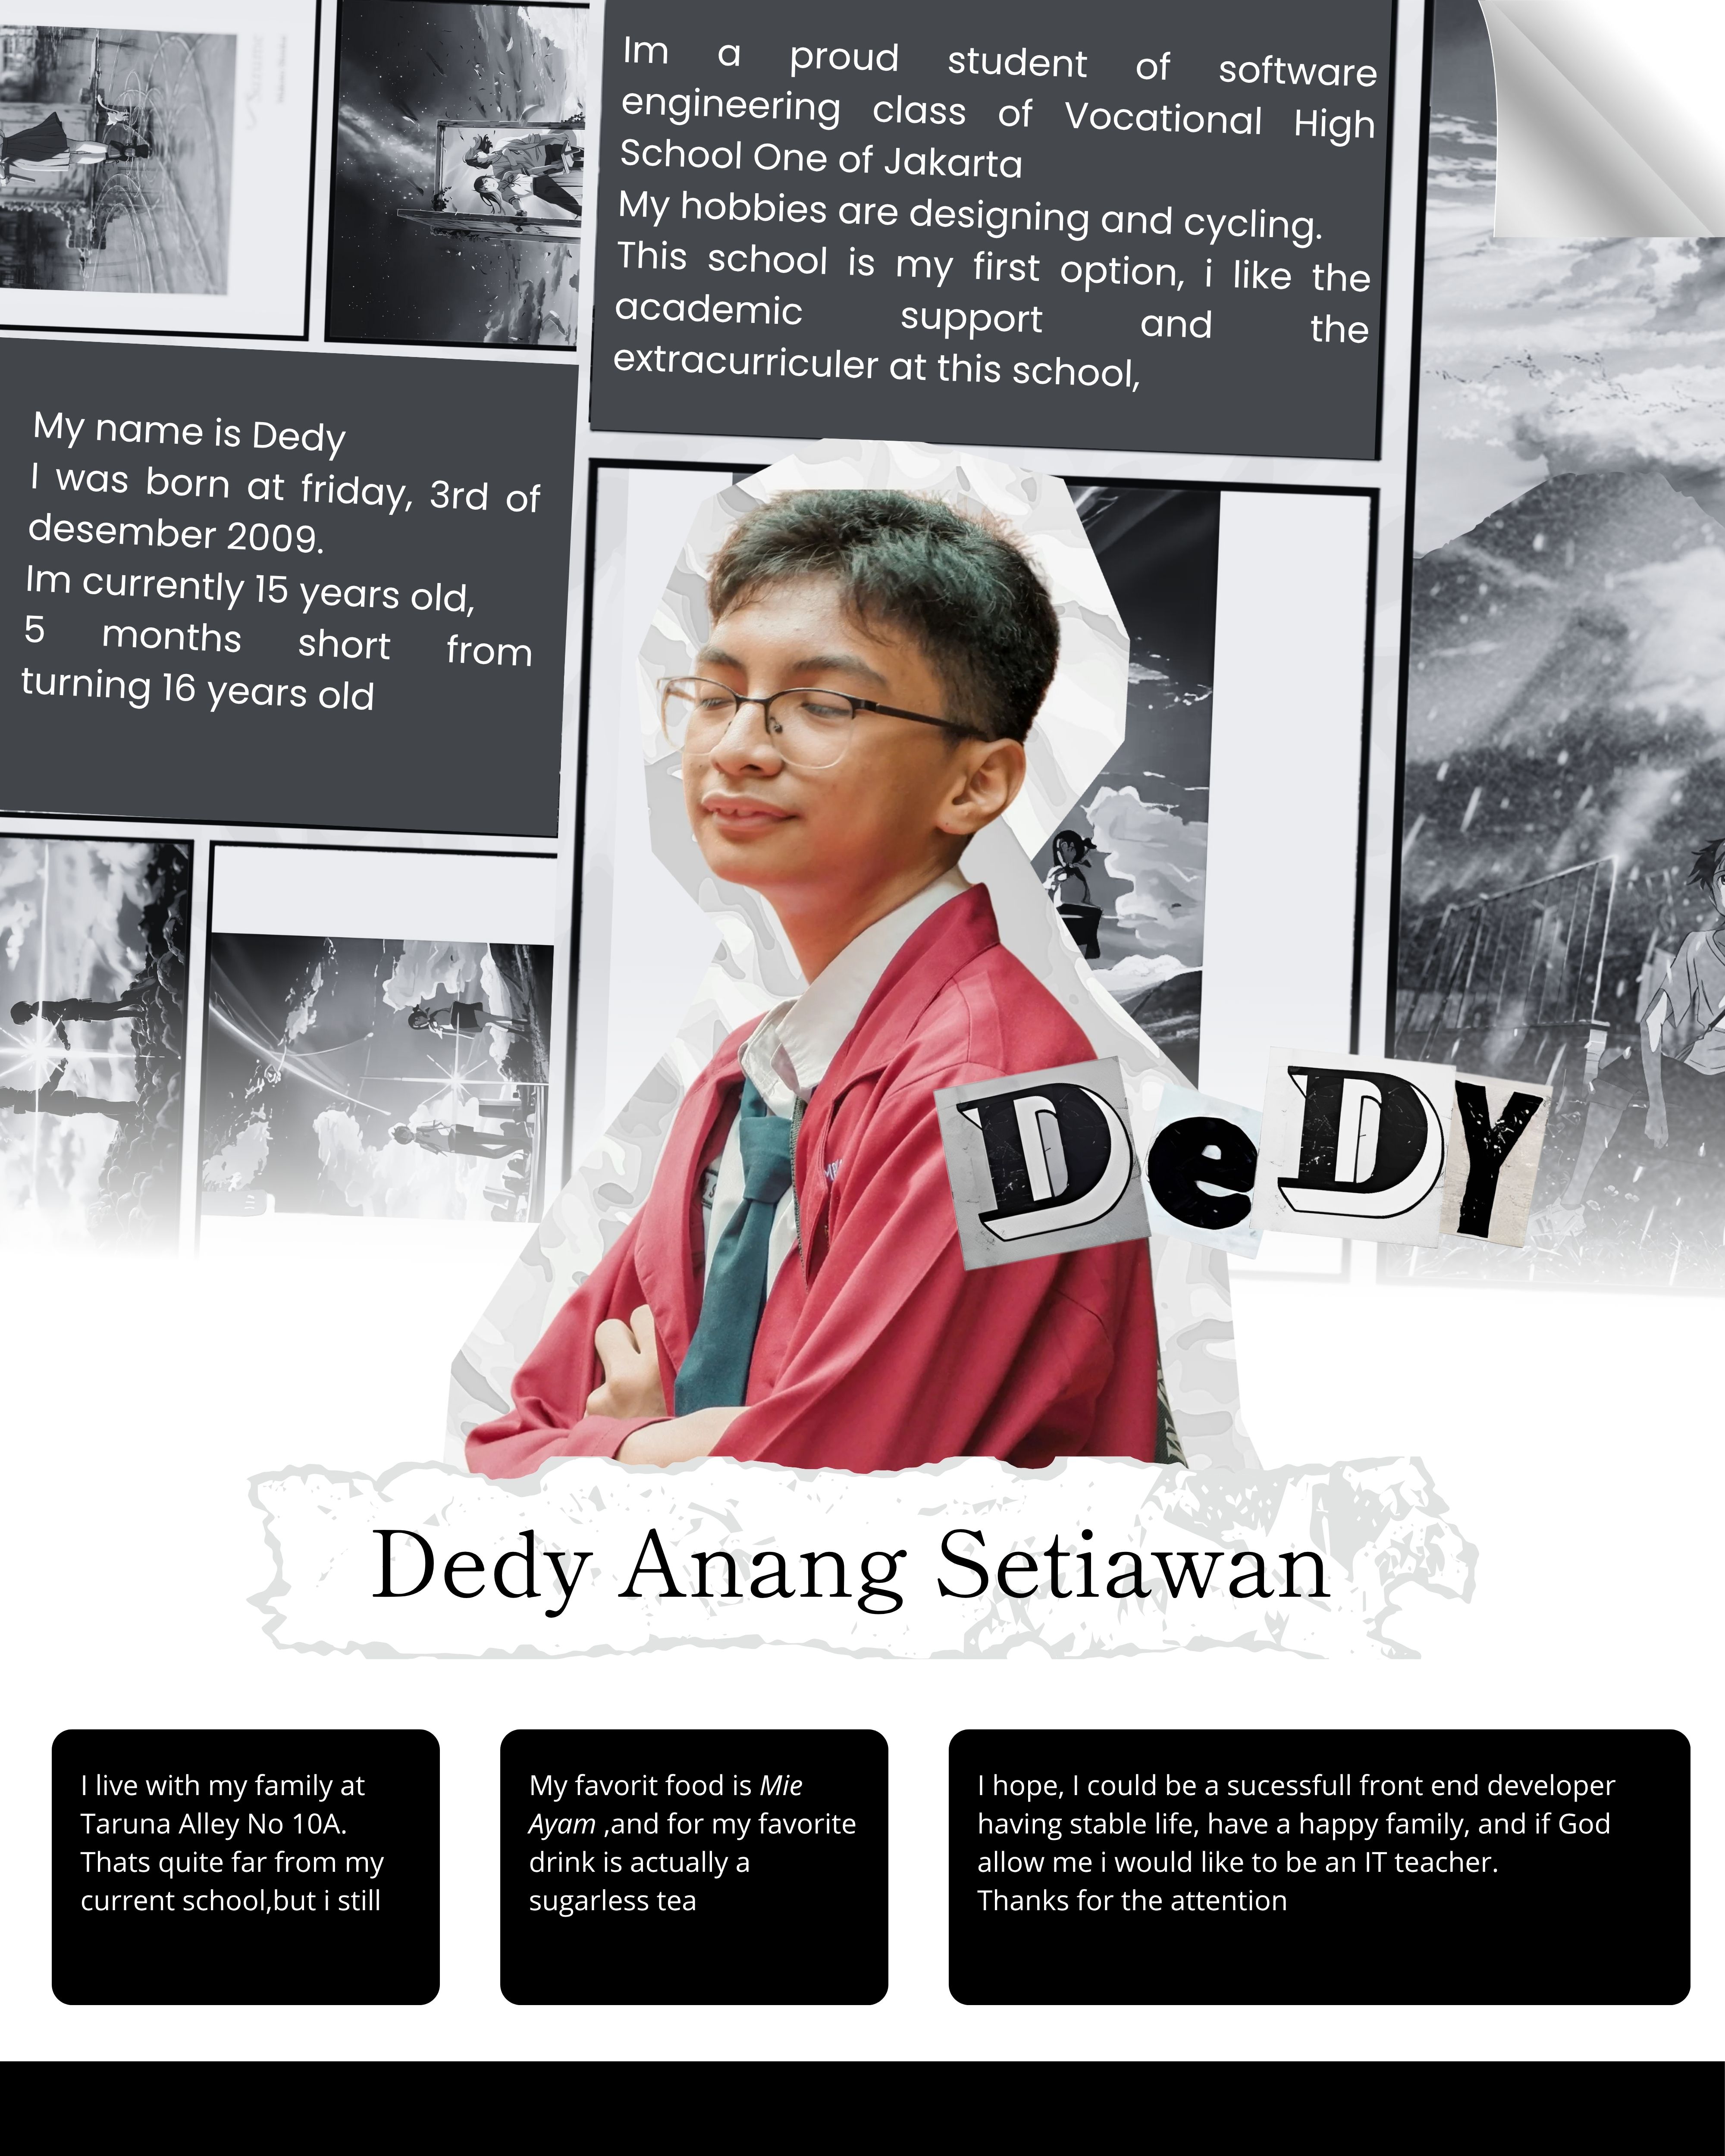 Suzume
Im a proud student of software
engineering class of Vocational High
School One of Jakarta
My hobbies are designing and cycling.
This school is my first option, i like the
academic support and the
extracurriculer at this school,
My name is Dedy
I was born at friday, 3rd of
desember 2009.
Im currently 15 years old,
5 months short from
turning 16 years old
DeDY
Dedy Anang Setiawan
I live with my family at
Taruna Alley No 10A.
Thats quite far from my
current school,but i still
My favorit food is Mie
Ayam ,and for my favorite
drink is actually a
sugarless tea
I hope, I could be a sucessfull front end developer
having stable life, have a happy family, and if God
allow me i would like to be an IT teacher.
Thanks for the attention